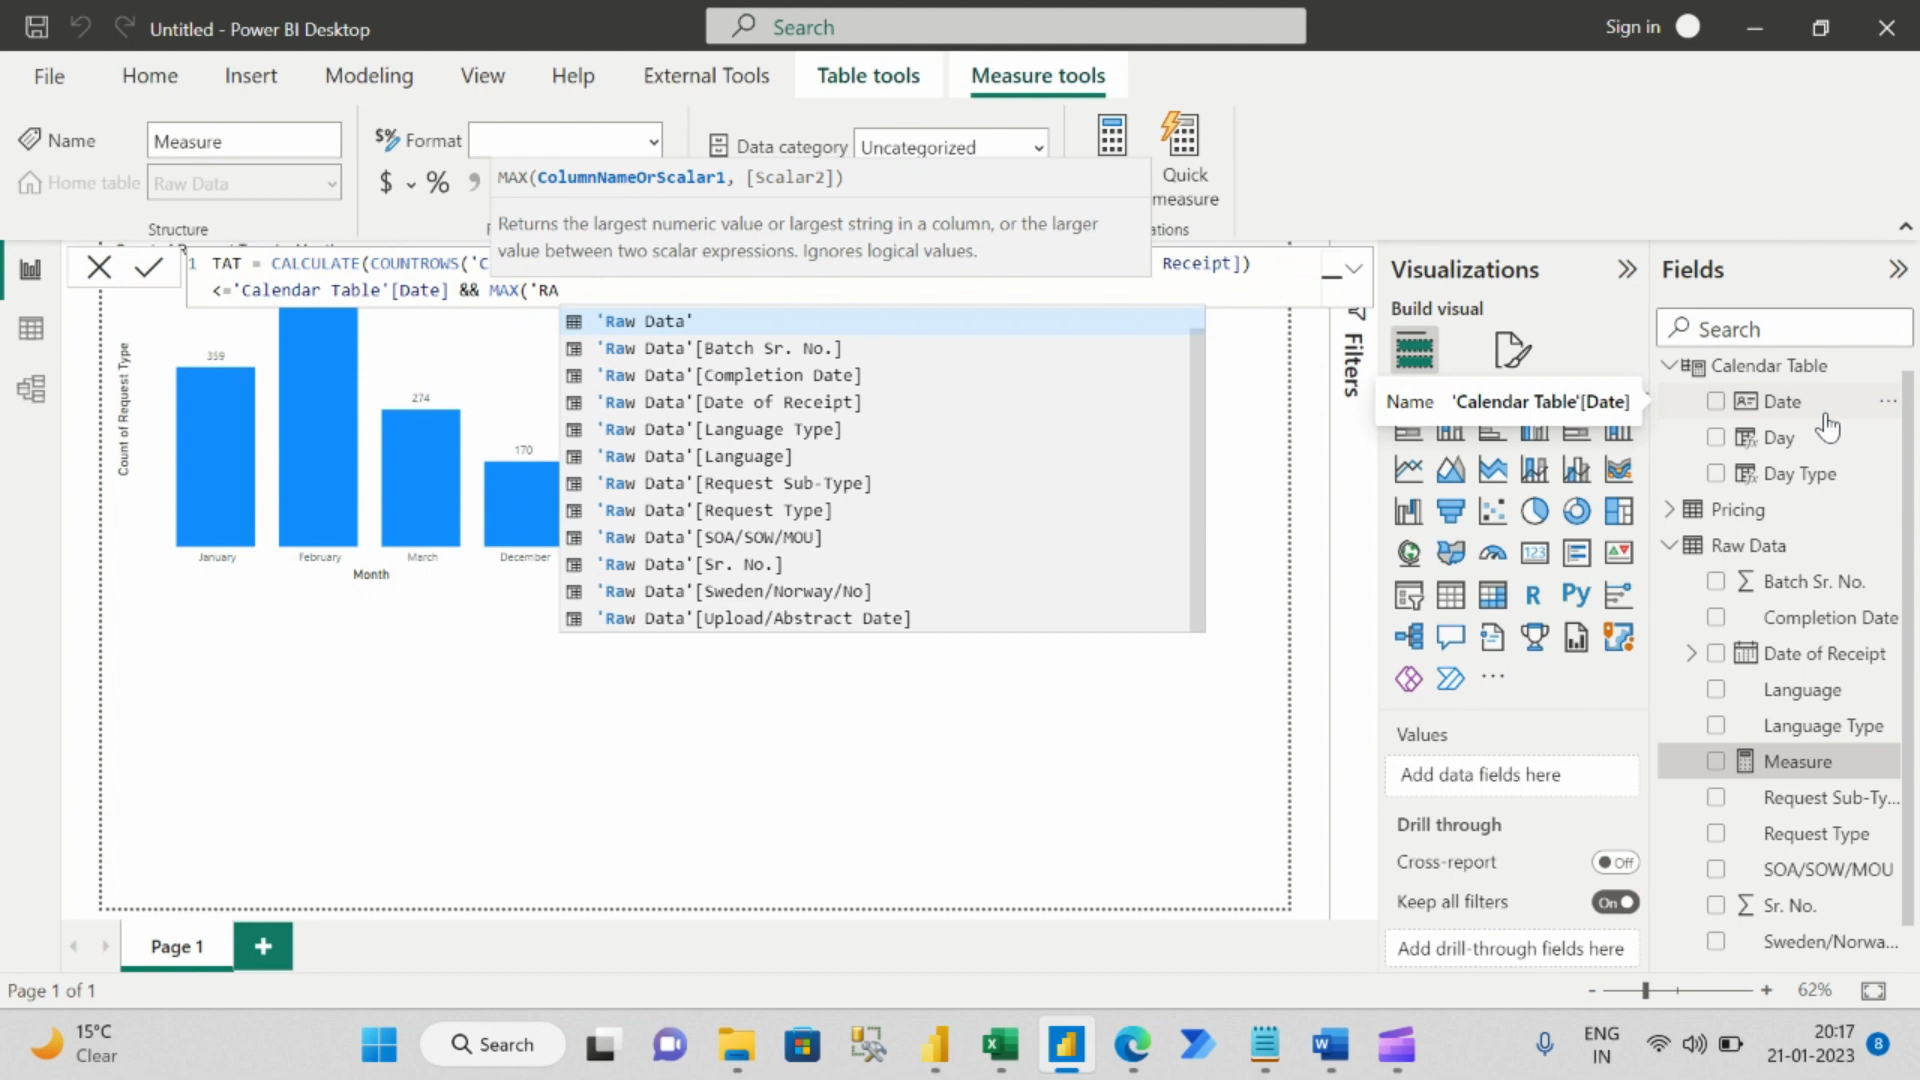 Untitled - Power BI Desktop
Search
Sign in
File Home Insert Modeling View Help External Tools Table tools Measure tools
Name Measure
Home table Raw Data
Structure
$% Format
$ % 9
Data category Uncategorized
Quick
measure
MAX(ColumnNameOrScalar1, [Scalar2])
Returns the largest numeric value or largest string in a column, or the larger
value between two scalar expressions. Ignores logical values.
1 TAT = CALCULATE(COUNTROWS('C Receipt])
<='Calendar Table'[Date] && MAX('RA
'Raw Data'
'Raw Data'[Batch Sr. No.]
'Raw Data'[Completion Date]
'Raw Data'[Date of Receipt]
'Raw Data'[Language Type]
'Raw Data'[Language]
'Raw Data'[Request Sub-Type]
'Raw Data'[Request Type]
'Raw Data'[SOA/SOW/MOU]
'Raw Data'[Sr. No.]
'Raw Data'[Sweden/Norway/No]
'Raw Data'[Upload/Abstract Date]
Count of Request Type
359
274
170
January February March December
Month
Filters
Visualizations
Build visual
Name 'Calendar Table'[Date]
123
R Py
Values
Add data fields here
Drill through
Cross-report Off
Keep all filters On
Add drill-through fields here
Fields
Search
Calendar Table
Date
Day
Day Type
Pricing
Raw Data
Batch Sr. No.
Completion Date
Date of Receipt
Language
Language Type
Measure
Request Sub-Ty...
Request Type
SOA/SOW/MOU
Sr. No.
Sweden/Norwa...
Page 1
Page 1 of 1
- + 62%
15°C
Clear
Search
ENG
IN
20:17
21-01-2023
8